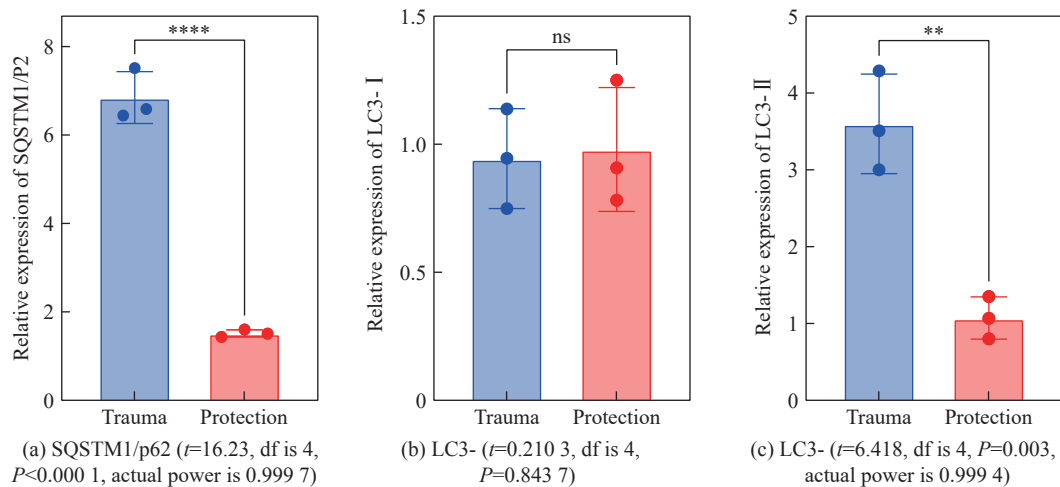 Relative expression of SQSTM1/P2
8
6
4
2
0
****
Trauma Protection
(a) SQSTM1/p62 (t=16.23, df is 4,
P<0.000 1, actual power is 0.999 7)
Relative expression of LC3-Ⅰ
1.5
1.0
0.5
0
ns
Trauma Protection
(b) LC3- (t=0.210 3, df is 4,
P=0.843 7)
Relative expression of LC3-Ⅱ
5
4
3
2
1
0
**
Trauma Protection
(c) LC3- (t=6.418, df is 4, P=0.003,
actual power is 0.999 4)